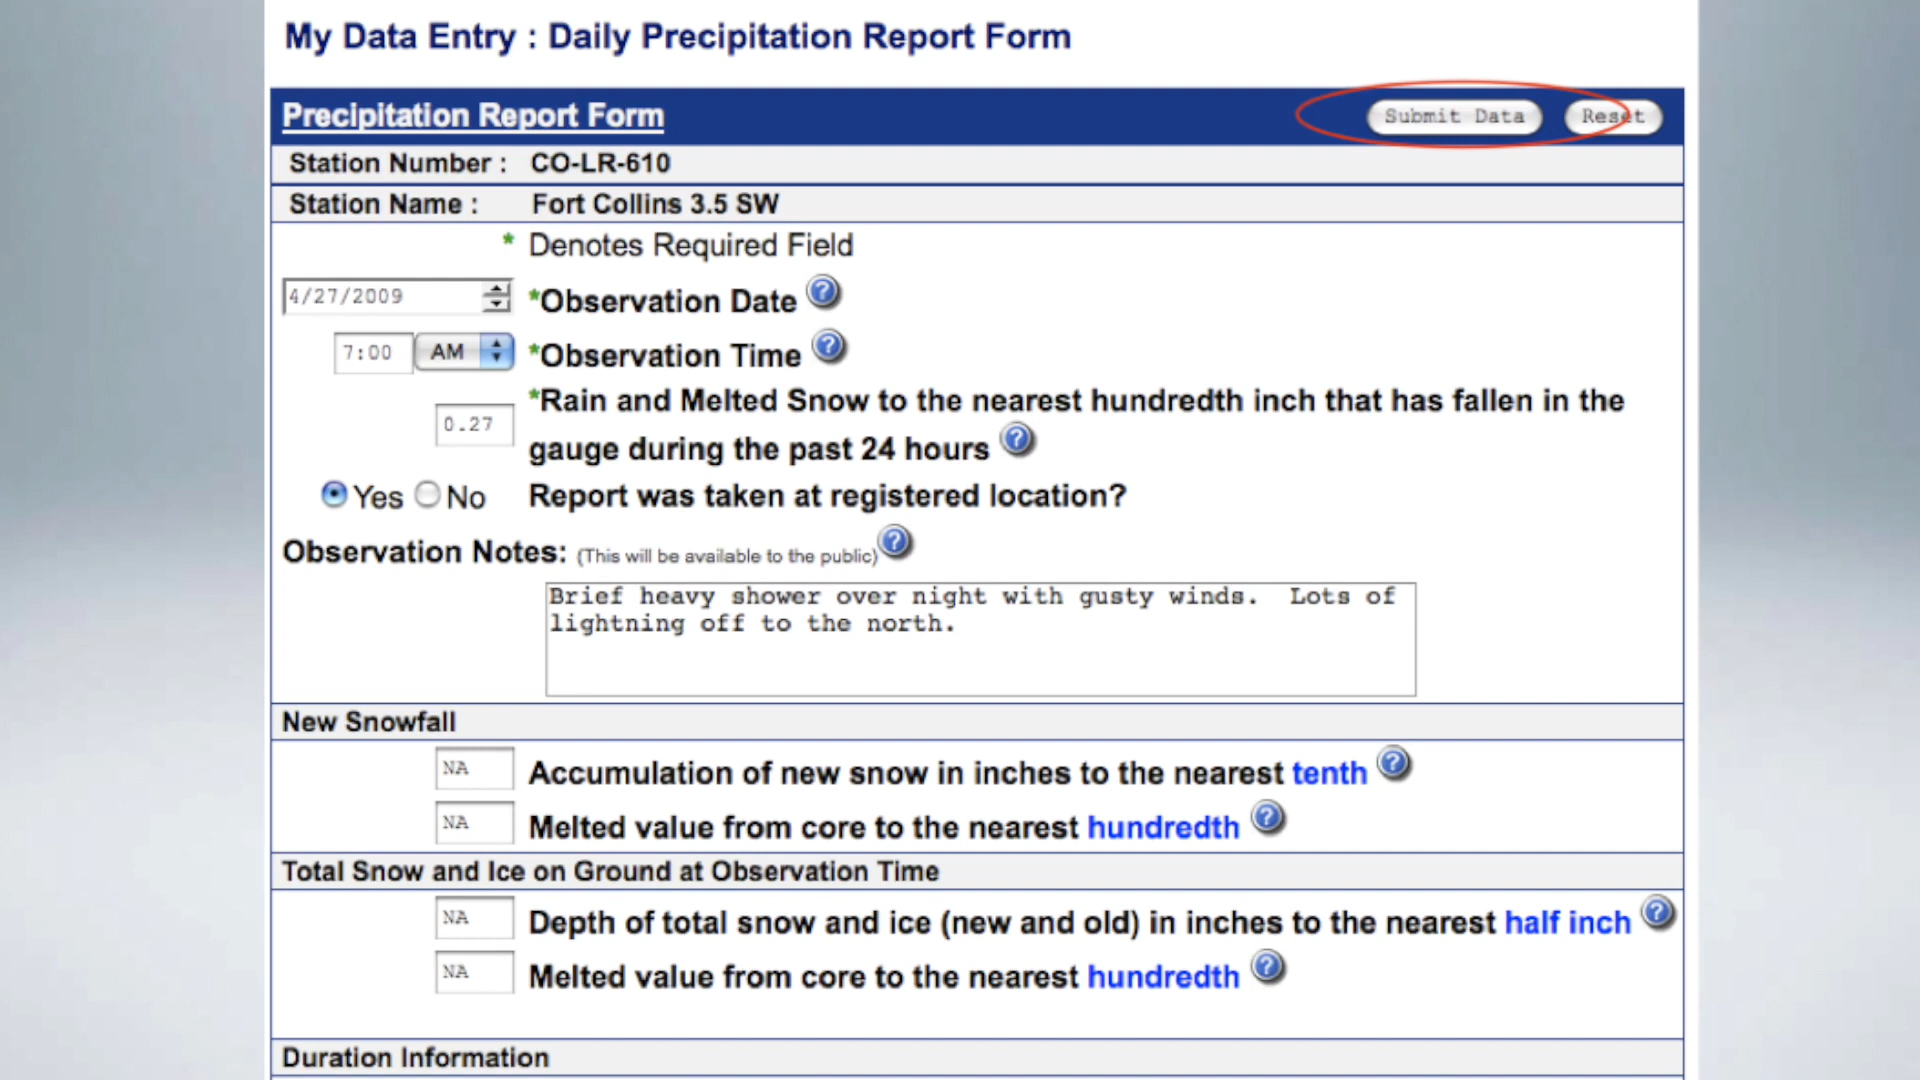 My Data Entry : Daily Precipitation Report Form
Precipitation Report Form Submit Data Reset
Station Number : CO-LR-610
Station Name : Fort Collins 3.5 SW
* Denotes Required Field
4/27/2009 *Observation Date ?
7:00 AM *Observation Time ?
*Rain and Melted Snow to the nearest hundredth inch that has fallen in the
0.27 gauge during the past 24 hours ?
Yes No Report was taken at registered location?
Observation Notes: (This will be available to the public) ?
Brief heavy shower over night with gusty winds. Lots of
lightning off to the north.
New Snowfall
NA Accumulation of new snow in inches to the nearest tenth ?
NA Melted value from core to the nearest hundredth ?
Total Snow and Ice on Ground at Observation Time
NA Depth of total snow and ice (new and old) in inches to the nearest half inch ?
NA Melted value from core to the nearest hundredth ?
Duration Information